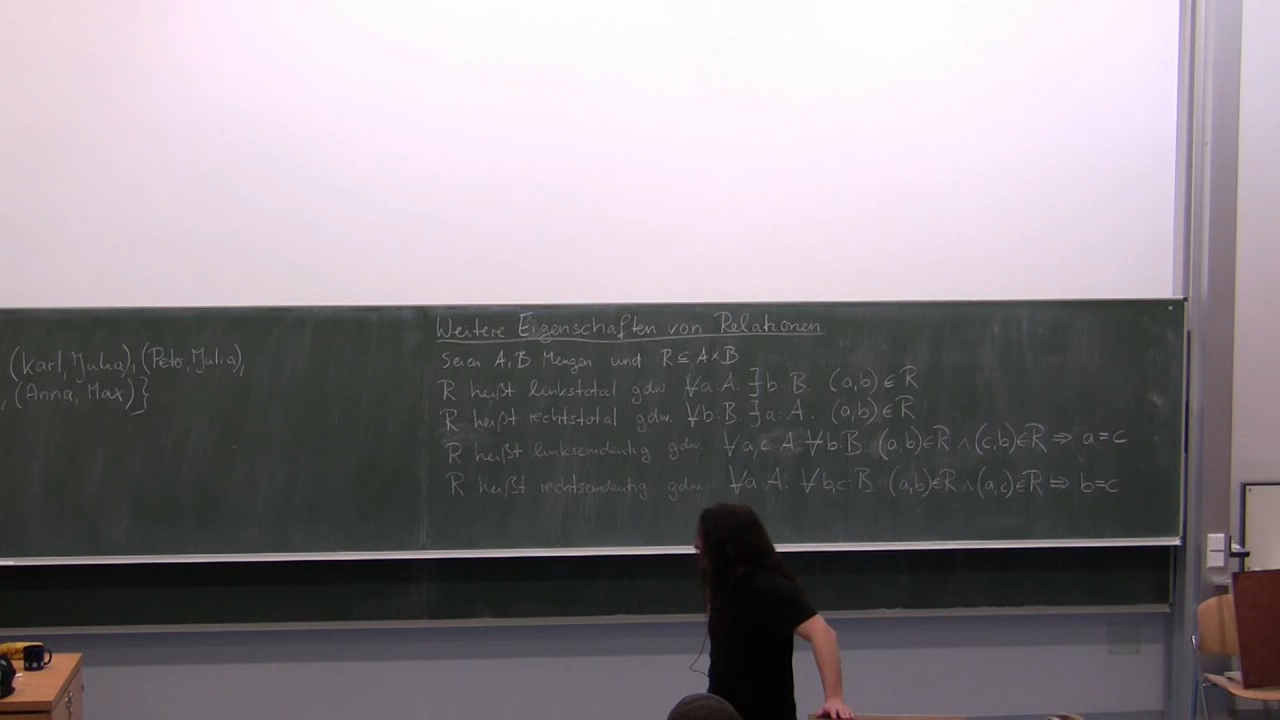 (Karl, Julia), (Peter, Julia),
, (Anna, Max)}
Weitere Eigenschaften von Relationen
Seien A, B Mengen und R ⊆ A×B
R heißt linkstotal gdw. ∀a:A. ∃b:B. (a,b)∈R
R heißt rechtstotal gdw. ∀b:B. ∃a:A. (a,b)∈R
R heißt linkseindeutig gdw. ∀a,c:A. ∀b:B. (a,b)∈R ∧ (c,b)∈R ⇒ a=c
R heißt rechtseindeutig gdw. ∀a:A. ∀b,c:B. (a,b)∈R ∧ (a,c)∈R ⇒ b=c